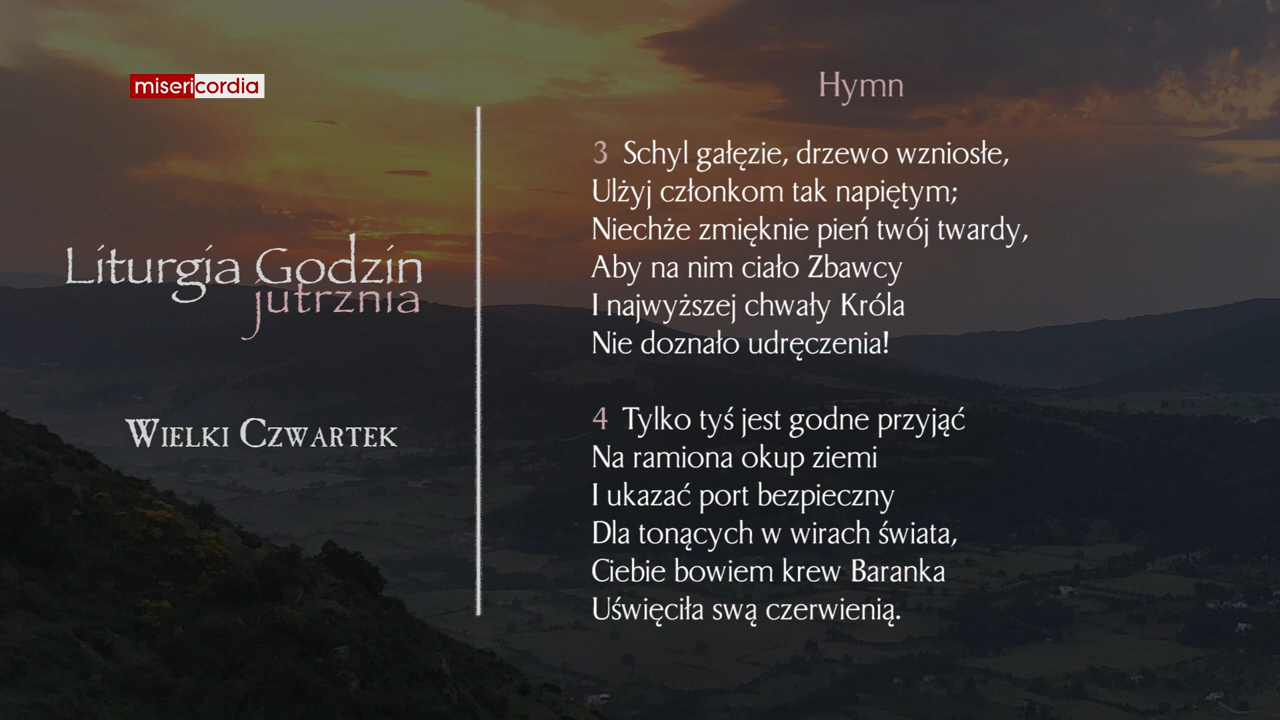 misericordia
Liturgia Godzin
jutrznia
Wielki Czwartek
Hymn
3 Schyl gałęzie, drzewo wzniosłe,
Ulżyj członkom tak napiętym;
Niechże zmięknie pień twój twardy,
Aby na nim ciało Zbawcy
I najwyższej chwały Króla
Nie doznało udręczenia!
4 Tylko tyś jest godne przyjąć
Na ramiona okup ziemi
I ukazać port bezpieczny
Dla tonących w wirach świata,
Ciebie bowiem krew Baranka
Uświęciła swą czerwienią.